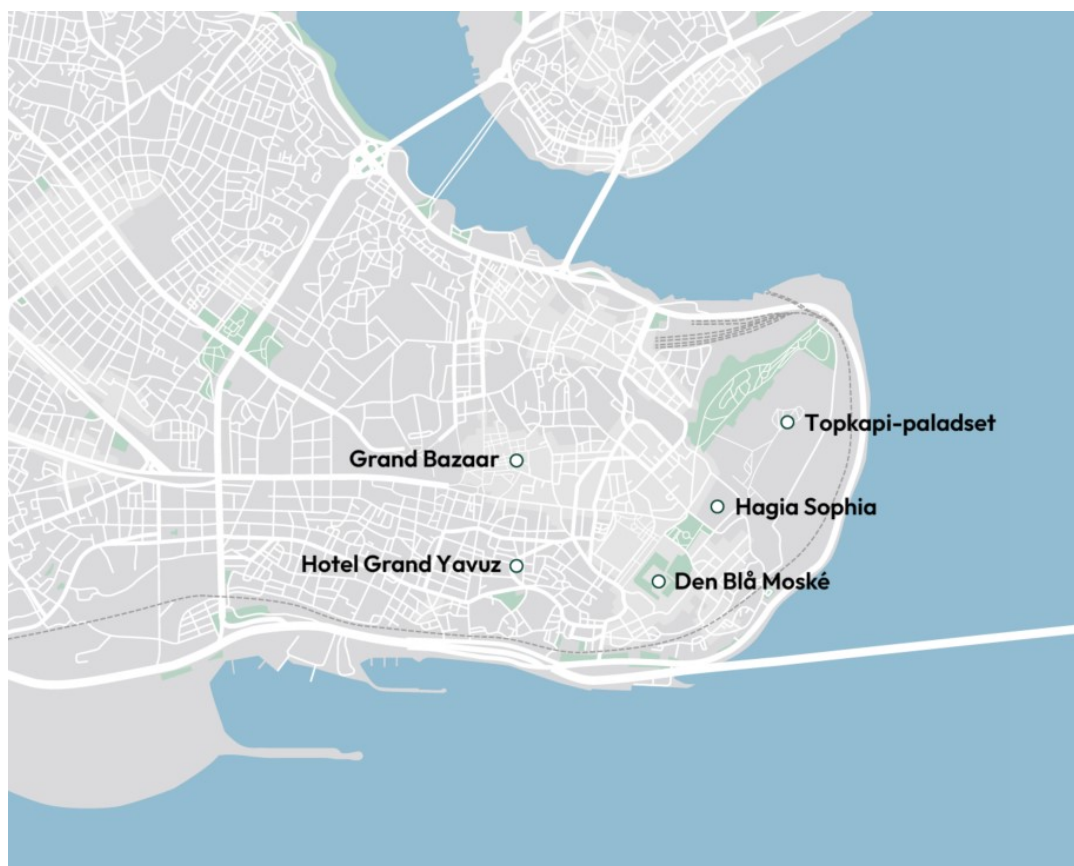 Topkapi-paladset
Grand Bazaar
Hagia Sophia
Hotel Grand Yavuz
Den Blå Moské